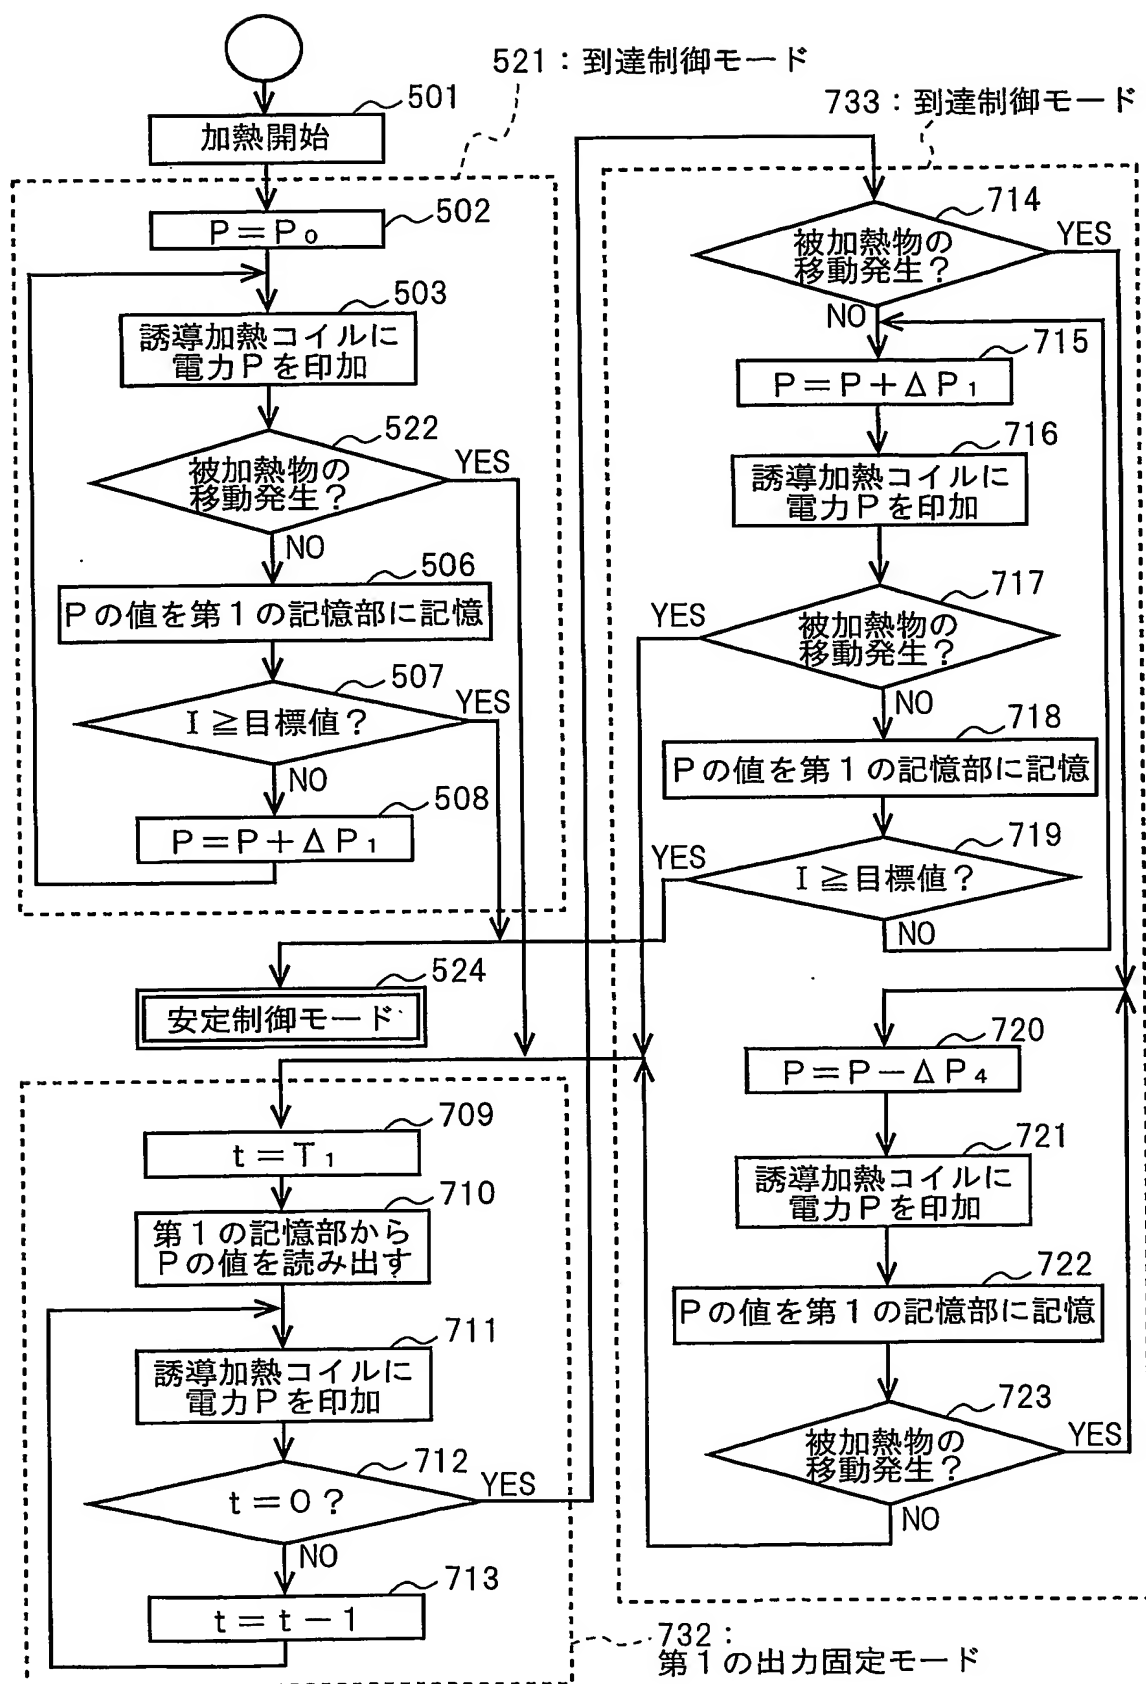 521：到達制御モード
501
加熱開始
502
P＝P₀
503
誘導加熱コイルに
電力Pを印加
522
被加熱物の
移動発生？
YES
NO
506
Pの値を第1の記憶部に記憶
507
I≧目標値？
YES
NO
508
P＝P＋ΔP₁
524
安定制御モード
709
t＝T₁
710
第1の記憶部から
Pの値を読み出す
711
誘導加熱コイルに
電力Pを印加
712
t＝0？
YES
NO
713
t＝t－1
732：
第1の出力固定モード
733：到達制御モード
714
被加熱物の
移動発生？
YES
NO
715
P＝P＋ΔP₁
716
誘導加熱コイルに
電力Pを印加
717
YES
被加熱物の
移動発生？
NO
718
Pの値を第1の記憶部に記憶
719
YES
I≧目標値？
NO
720
P＝P－ΔP₄
721
誘導加熱コイルに
電力Pを印加
722
Pの値を第1の記憶部に記憶
723
被加熱物の
移動発生？
YES
NO